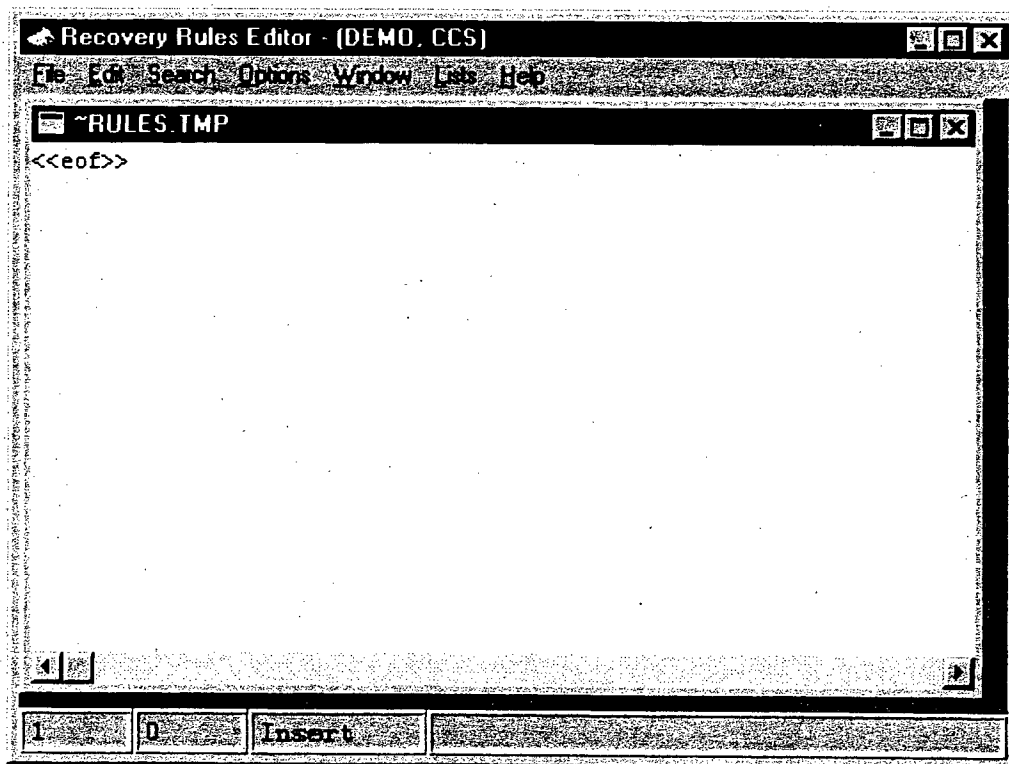 Recovery Rules Editor - (DEMO, CCS)
File Edit Search Options Window Lists Help
~RULES.TMP
<<eof>>
1 0 Insert